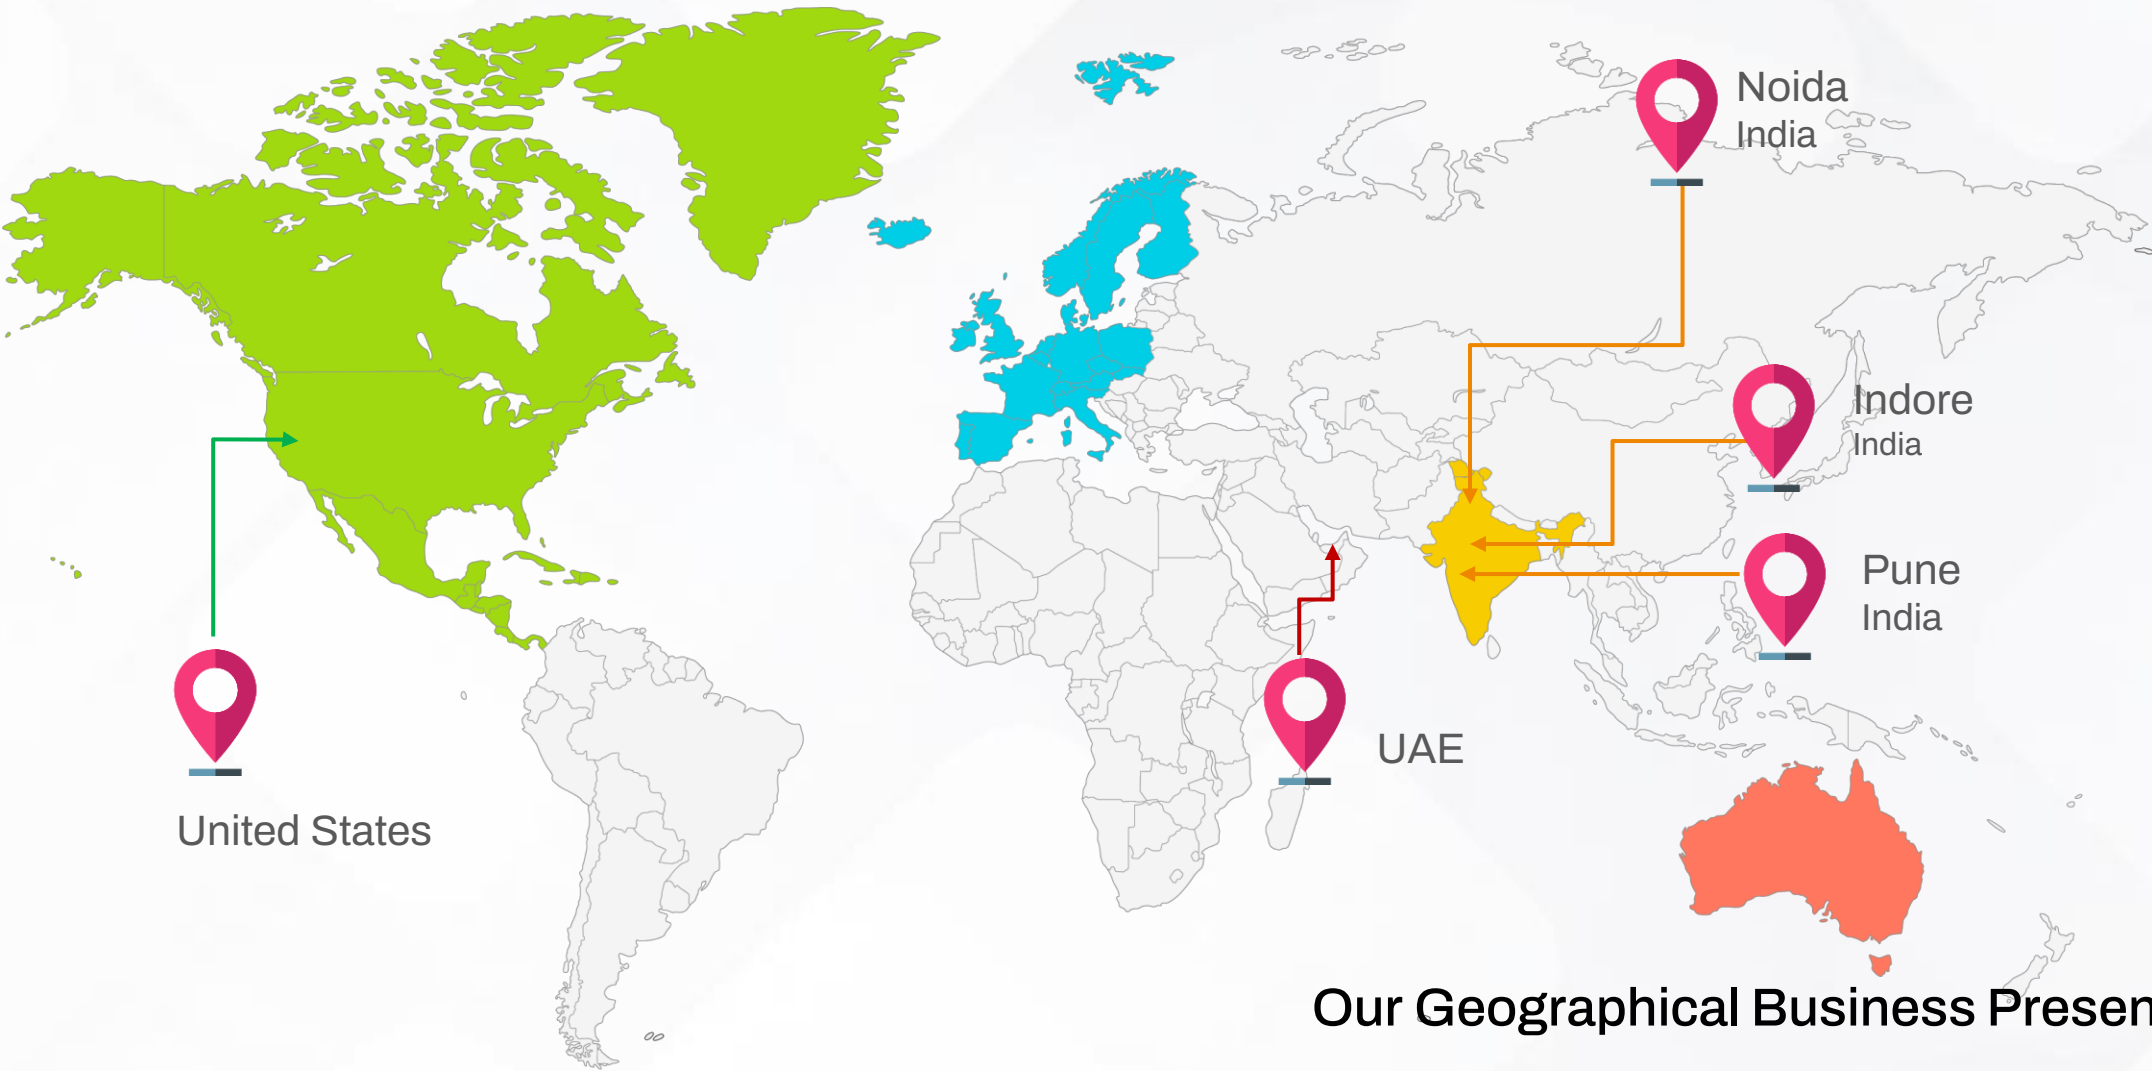 Noida
India
Indore
India
Pune
India
UAE
United States
Our Geographical Business Presen